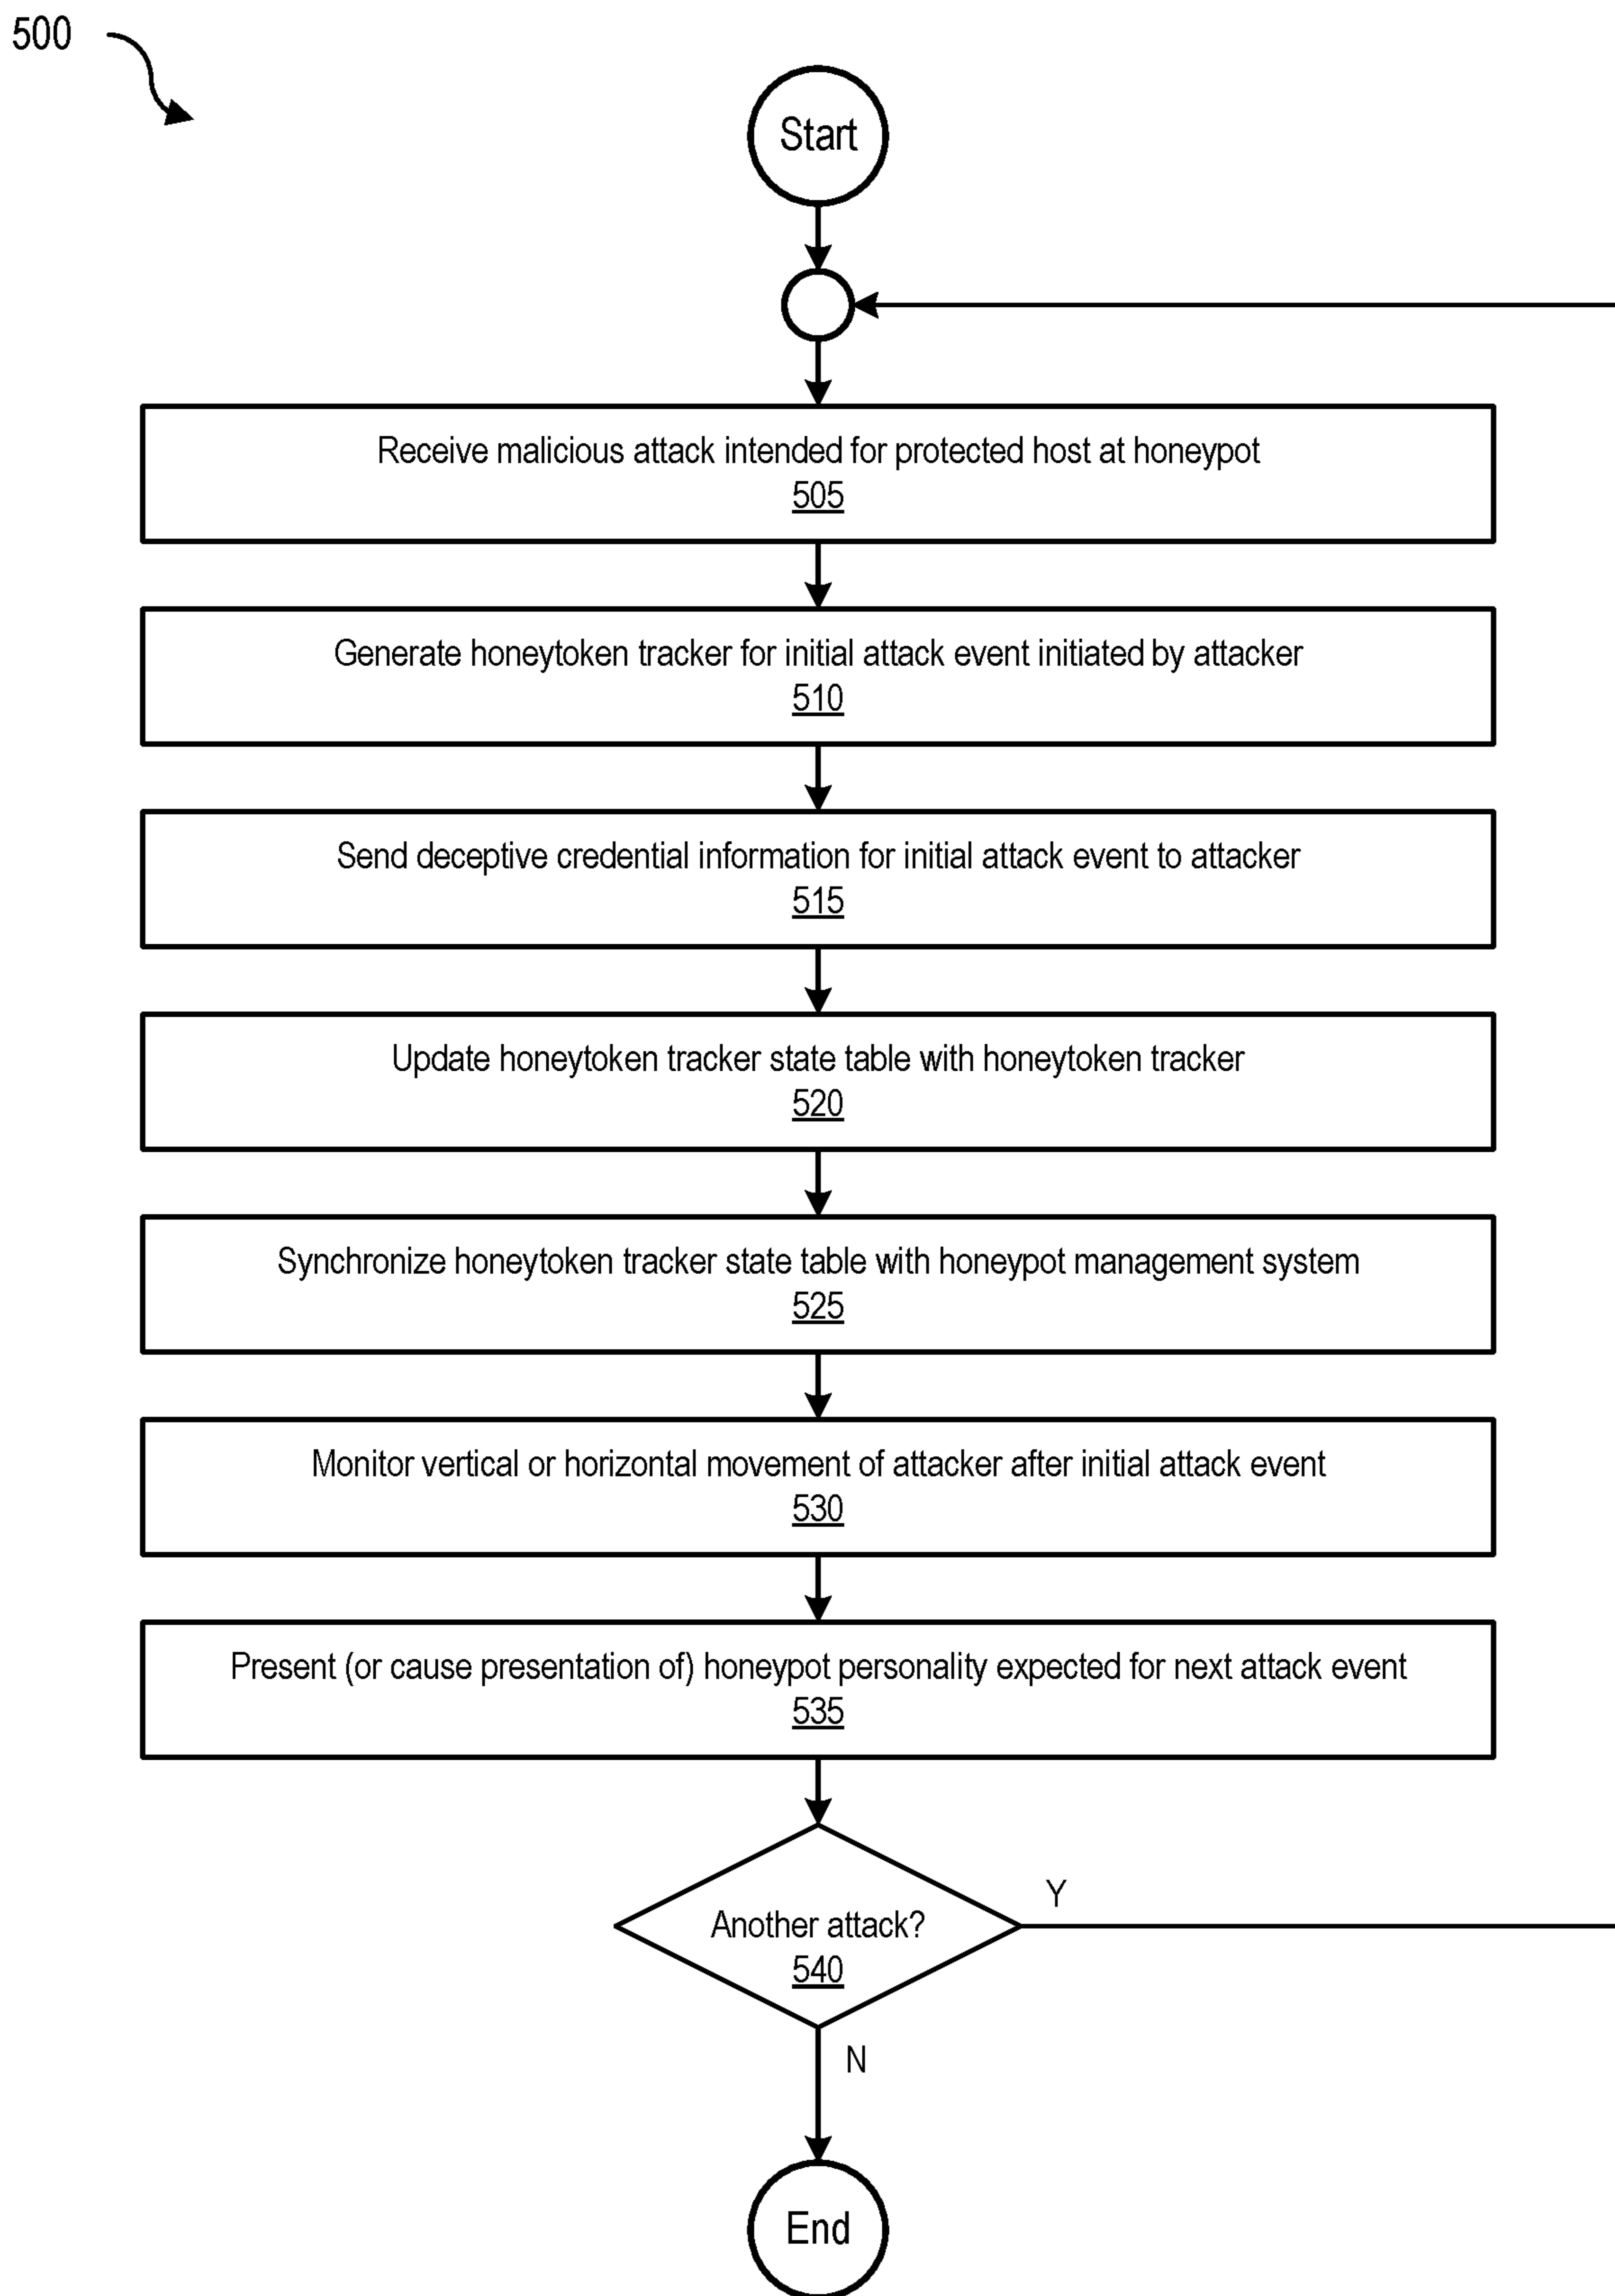 500
Start
Receive malicious attack intended for protected host at honeypot
505
Generate honeytoken tracker for initial attack event initiated by attacker
510
Send deceptive credential information for initial attack event to attacker
515
Update honeytoken tracker state table with honeytoken tracker
520
Synchronize honeytoken tracker state table with honeypot management system
525
Monitor vertical or horizontal movement of attacker after initial attack event
530
Present (or cause presentation of) honeypot personality expected for next attack event
535
Y
Another attack?
540
N
End